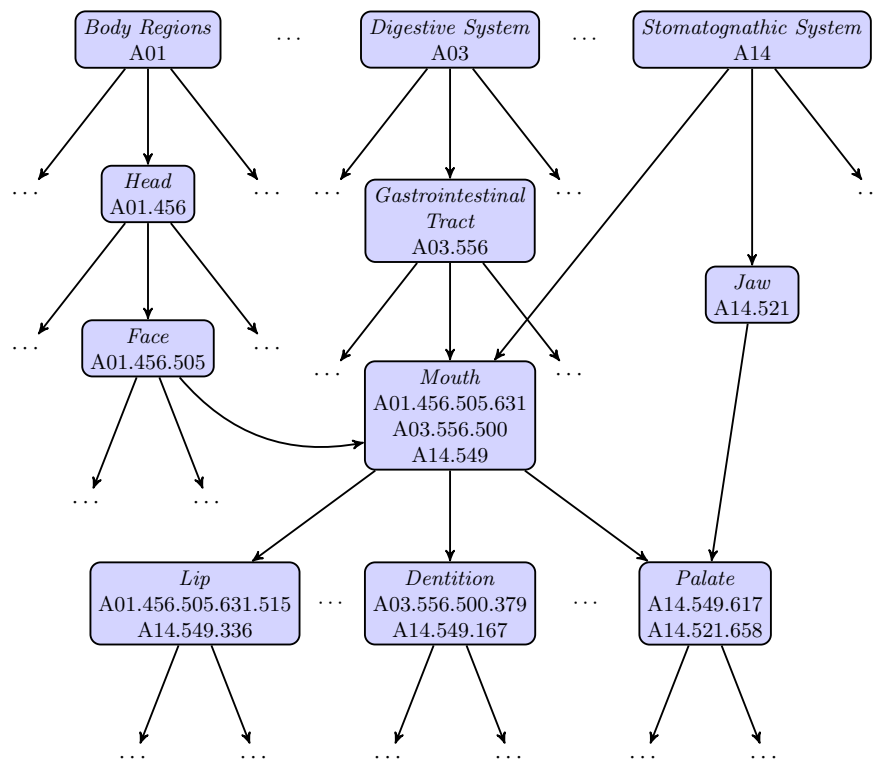 Body Regions
A01
...
Digestive System
A03
...
Stomatognathic System
A14
...
Head
A01.456
...
...
Gastrointestinal
Tract
A03.556
...
..
Jaw
A14.521
...
Face
A01.456.505
...
...
Mouth
A01.456.505.631
A03.556.500
A14.549
...
...
...
Lip
A01.456.505.631.515
A14.549.336
...
Dentition
A03.556.500.379
A14.549.167
...
Palate
A14.549.617
A14.521.658
...
...
...
...
...
...